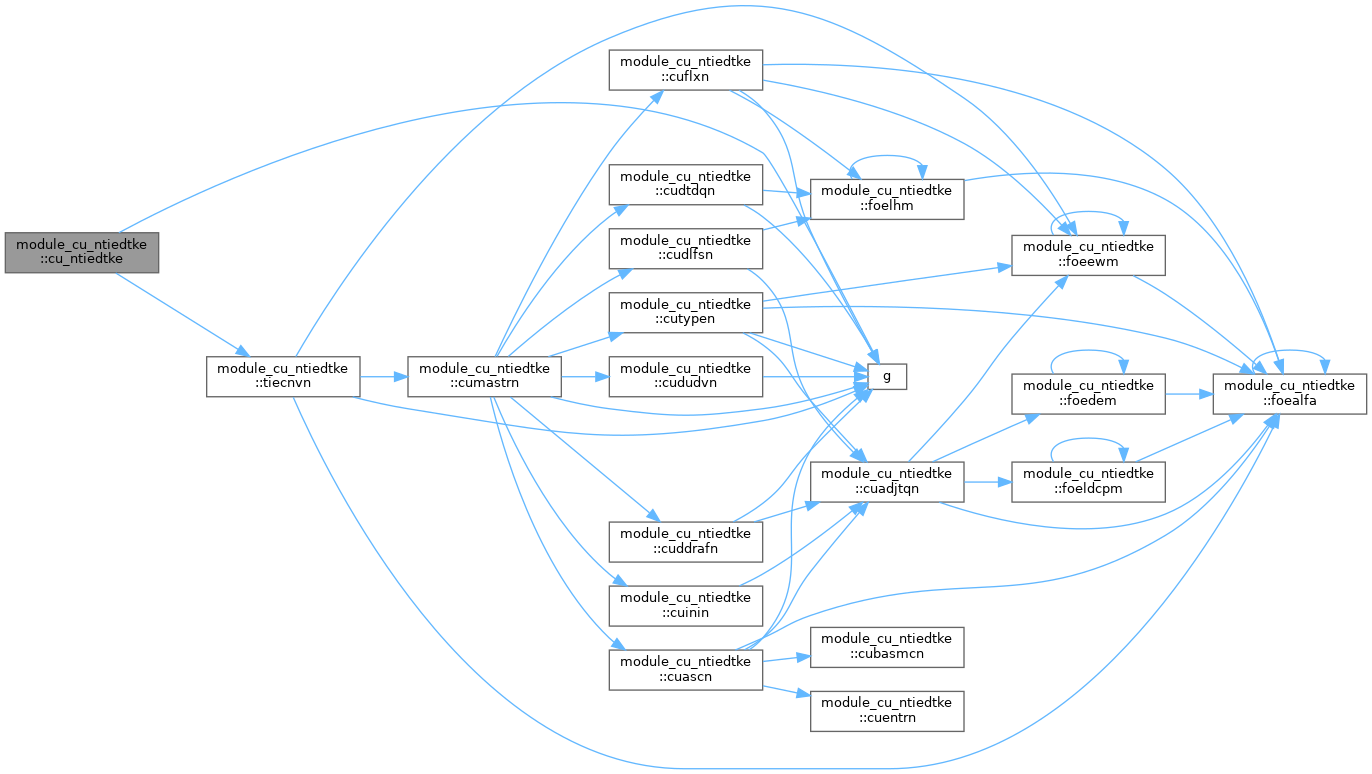 module_cu_ntiedtke
::cu_ntiedtke
module_cu_ntiedtke
::tiecnvn
module_cu_ntiedtke
::cumastrn
module_cu_ntiedtke
::cuflxn
module_cu_ntiedtke
::cudtdqn
module_cu_ntiedtke
::cudlfsn
module_cu_ntiedtke
::cutypen
module_cu_ntiedtke
::cududvn
module_cu_ntiedtke
::cuddrafn
module_cu_ntiedtke
::cuinin
module_cu_ntiedtke
::cuascn
module_cu_ntiedtke
::foelhm
g
module_cu_ntiedtke
::cuadjtqn
module_cu_ntiedtke
::cubasmcn
module_cu_ntiedtke
::cuentrn
module_cu_ntiedtke
::foeewm
module_cu_ntiedtke
::foedem
module_cu_ntiedtke
::foeldcpm
module_cu_ntiedtke
::foealfa